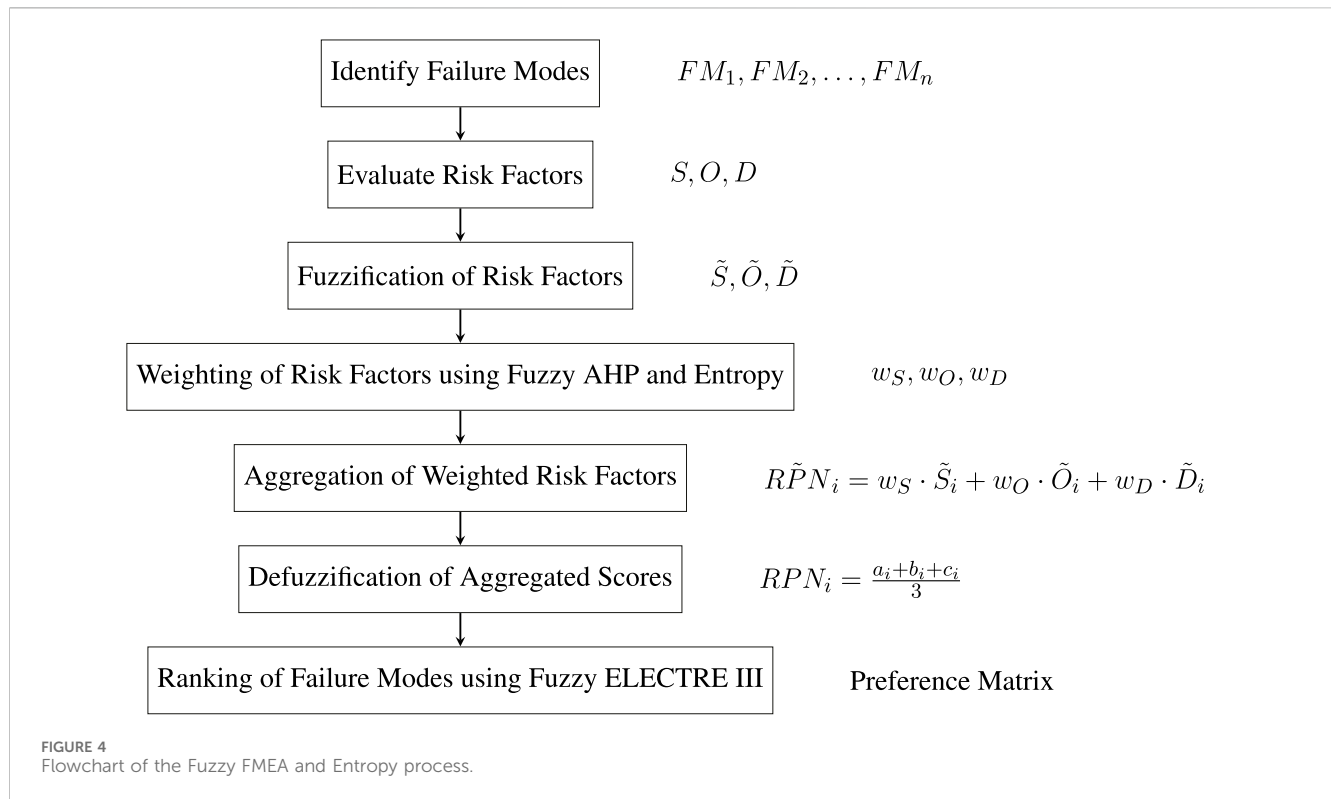 Identify Failure Modes FM₁, FM₂, . . . , FMₙ
Evaluate Risk Factors S, O, D
Fuzzification of Risk Factors S̃, Õ, D̃
Weighting of Risk Factors using Fuzzy AHP and Entropy w_S, w_O, w_D
Aggregation of Weighted Risk Factors RP̃N_i = w_S · S̃_i + w_O · Õ_i + w_D · D̃_i
Defuzzification of Aggregated Scores RPN_i = (a_i+b_i+c_i)/3
Ranking of Failure Modes using Fuzzy ELECTRE III Preference Matrix
FIGURE 4
Flowchart of the Fuzzy FMEA and Entropy process.